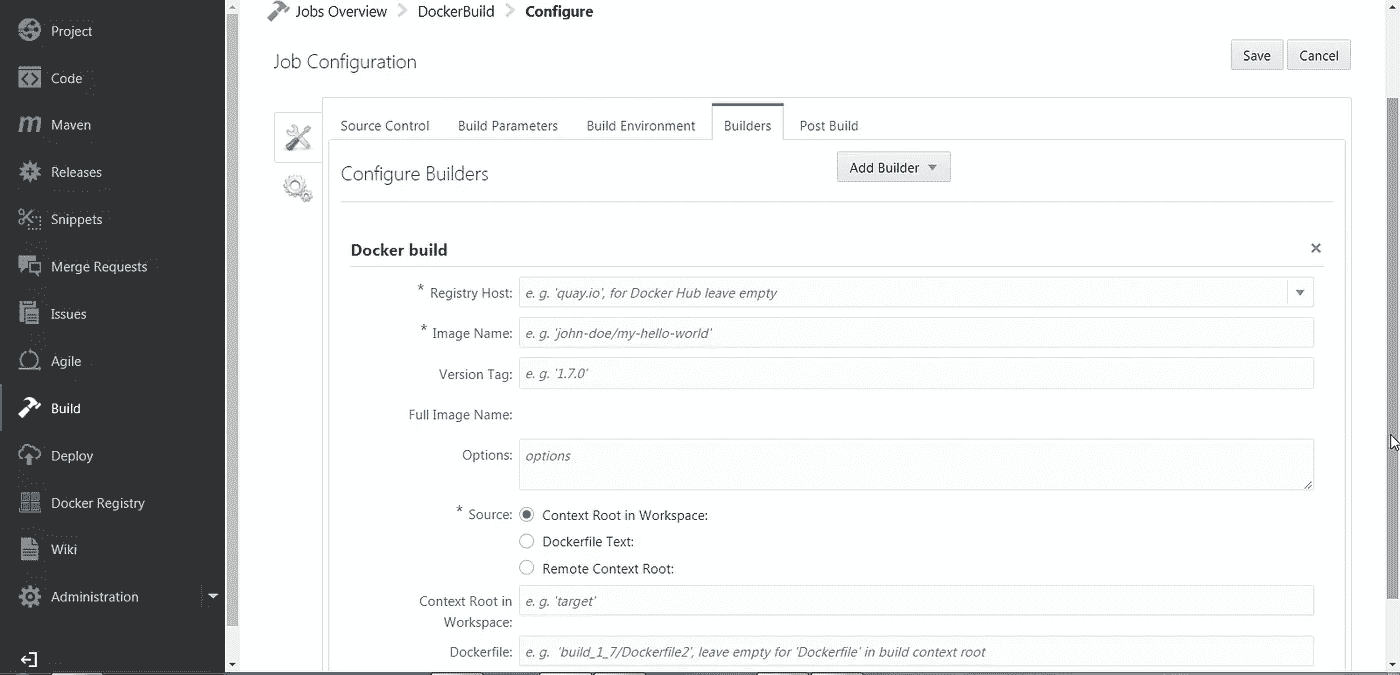 Project
Code
Maven
Releases
Snippets
Merge Requests
Issues
Agile
Build
Deploy
Docker Registry
Wiki
Administration
Jobs Overview > DockerBuild > Configure
Job Configuration
Save Cancel
Source Control Build Parameters Build Environment Builders Post Build
Configure Builders
Add Builder
Docker build
* Registry Host: e. g. 'quay.io', for Docker Hub leave empty
* Image Name: e. g. 'john-doe/my-hello-world'
Version Tag: e. g. '1.7.0'
Full Image Name:
Options: options
* Source: Context Root in Workspace:
Dockerfile Text:
Remote Context Root:
Context Root in e. g. 'target'
Workspace:
Dockerfile: e. g. 'build_1_7/Dockerfile2', leave empty for 'Dockerfile' in build context root